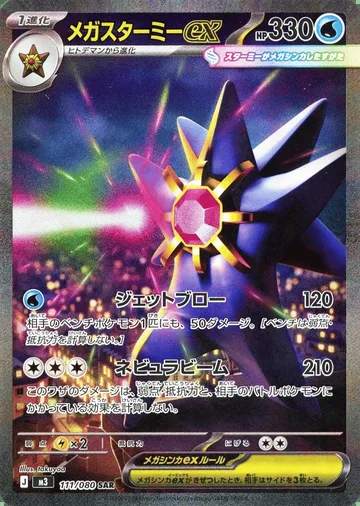 1進化
メガスターミーex
HP330
ヒトデマンから進化
スターミーがメガシンカしたすがた
ジェットブロー 120
相手のベンチポケモン1匹にも、50ダメージ。[ベンチは弱点・
抵抗力を計算しない。]
ネビュラビーム 210
このワザのダメージは、弱点・抵抗力と、相手のバトルポケモンに
かかっている効果を計算しない。
弱点 ×2 抵抗力 にげる
Illus. takuyoa
メガシンカexルール
J m3 111/080 SAR
メガシンカexがきぜつしたとき、相手はサイドを3枚とる。